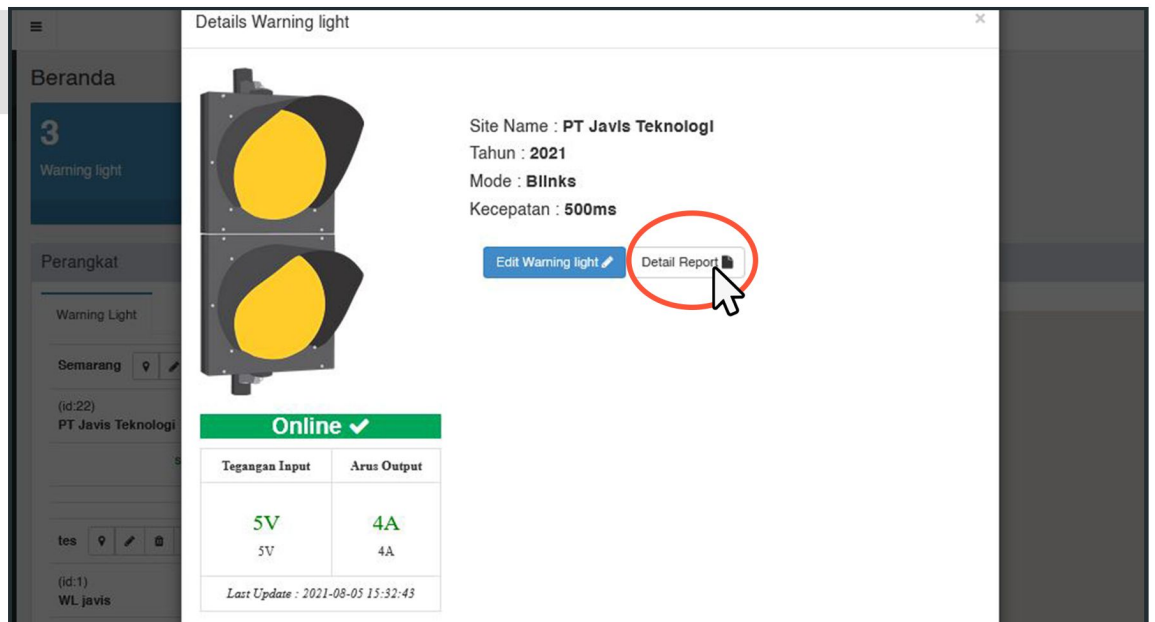 Details Warning light
×
Beranda
3
Warning light
Perangkat
Warning Light
Semarang
(id:22)
PT Javis Teknologi
s
tes
(id:1)
WL javis
Site Name : PT Javis Teknologi
Tahun : 2021
Mode : Blinks
Kecepatan : 500ms
Edit Warning light
Detail Report
Online
Tegangan Input Arus Output
5V 4A
5V 4A
Last Update : 2021-08-05 15:32:43